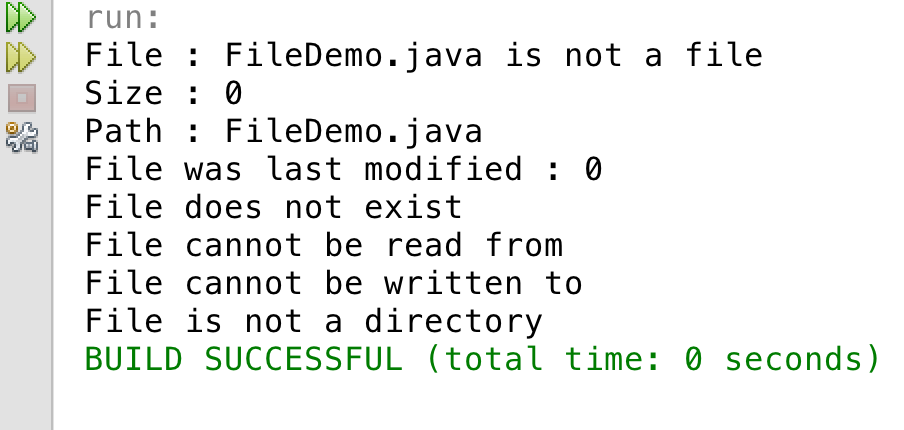 run:
File : FileDemo.java is not a file
Size : 0
Path : FileDemo.java
File was last modified : 0
File does not exist
File cannot be read from
File cannot be written to
File is not a directory
BUILD SUCCESSFUL (total time: 0 seconds)